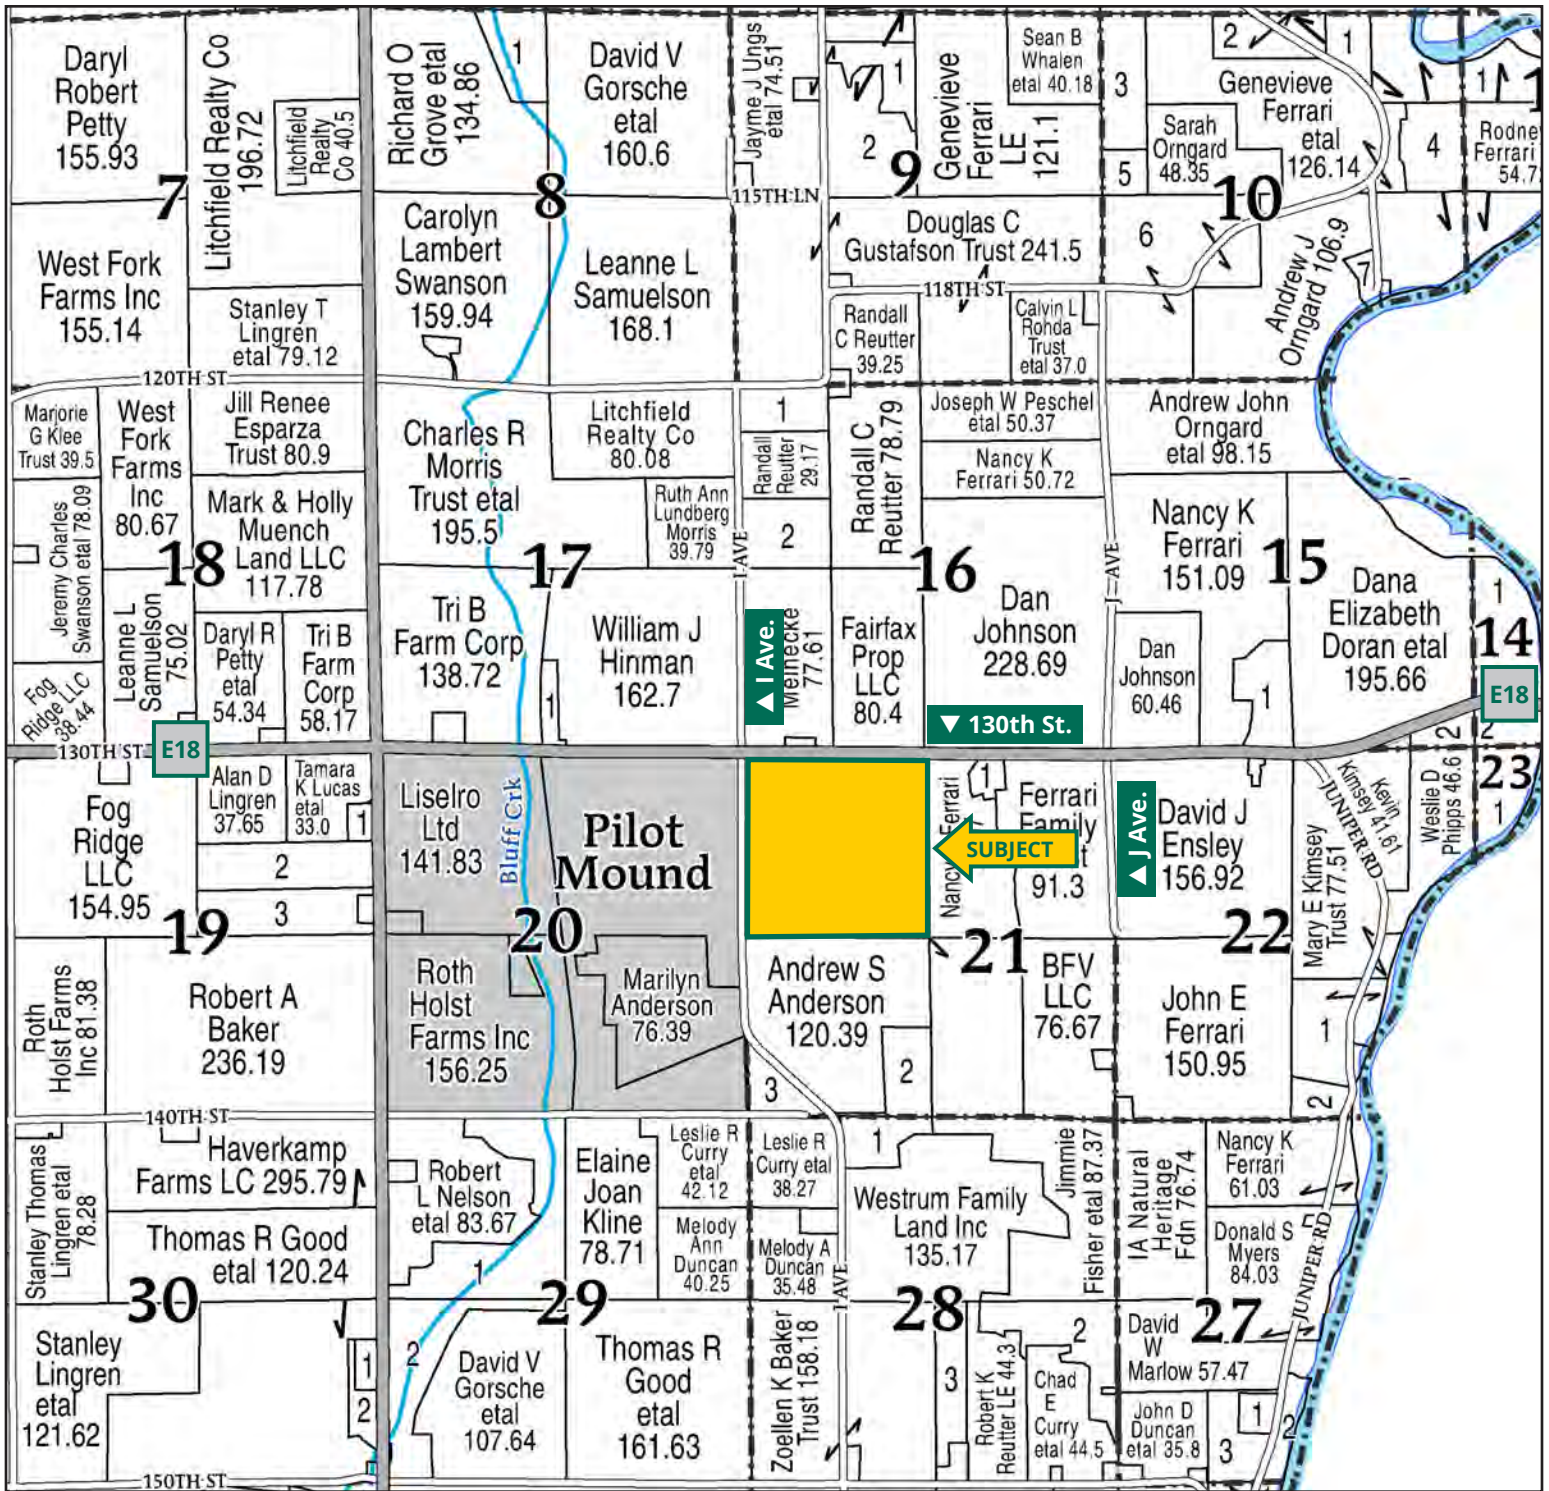 Daryl
Robert
Petty
155.93
Litchfield Realty Co
196.72
Litchfield
Realty
Co 40.5
Richard O
Grove etal
134.86
1
David V
Gorsche
etal
160.6
Jayme J Ungs
etal 74.51
1
2
Genevieve
Ferrari
LE
121.1
Sean B
Whalen
etal 40.18
3
5
2
1
Genevieve
Ferrari
etal
126.14
Sarah
Orngard
48.35
1
1
4
Rodney
Ferrari
54.7
7
8
9
10
115TH LN
West Fork
Farms Inc
155.14
Stanley T
Lingren
etal 79.12
Carolyn
Lambert
Swanson
159.94
Leanne L
Samuelson
168.1
Douglas C
Gustafson Trust 241.5
6
118TH ST
Randall
C Reutter
39.25
Calvin L
Rohda
Trust
etal 37.0
Andrew J
Orngard 106.9
7
120TH ST
Marjorie
G Klee
Trust 39.5
West
Fork
Farms
Inc
80.67
Jill Renee
Esparza
Trust 80.9
Charles R
Morris
Trust etal
195.5
Litchfield
Realty Co
80.08
1
Randall
Reutter
29.17
2
Randall C
Reutter 78.79
Joseph W Peschel
etal 50.37
Nancy K
Ferrari 50.72
Andrew John
Orngard
etal 98.15
Jeremy Charles
Swanson etal 78.09
Mark & Holly
Muench
Land LLC
117.78
Ruth Ann
Lundberg
Morris
39.79
I AVE
J AVE
Nancy K
Ferrari
151.09
18
17
16
15
14
Leanne L
Samuelson
75.02
Fog
Ridge LLC
38.44
Daryl R
Petty
etal
54.34
Tri B
Farm
Corp
58.17
Tri B
Farm Corp
138.72
1
William J
Hinman
162.7
▲ I Ave.
Meinecke
77.61
Fairfax
Prop
LLC
80.4
Dan
Johnson
228.69
Dan
Johnson
60.46
1
Dana
Elizabeth
Doran etal
195.66
1
E18
2
2
▼ 130th St.
130TH ST
E18
Fog
Ridge
LLC
154.95
Alan D
Lingren
37.65
Tamara
K Lucas
etal
33.0
1
2
3
Liselro
Ltd
141.83
Bluff Crk
Pilot
Mound
SUBJECT
Nancy
Ferrari
1
Ferrari
Family
91.3
▲ J Ave.
David J
Ensley
156.92
Mary E Kimsey
Trust 77.51
JUNIPER RD
Kevin
Kimsey 41.61
Weslie D
Phipps 46.6
23
1
19
20
21
22
Roth
Holst Farms
Inc 81.38
Robert A
Baker
236.19
Roth
Holst
Farms Inc
156.25
Marilyn
Anderson
76.39
Andrew S
Anderson
120.39
2
3
BFV
LLC
76.67
John E
Ferrari
150.95
1
2
140TH ST
Stanley Thomas
Lingren etal
78.28
Haverkamp
Farms LC 295.79
Thomas R Good
etal 120.24
Robert
L Nelson
etal 83.67
1
Elaine
Joan
Kline
78.71
Leslie R
Curry
etal
42.12
Melody
Ann
Duncan
40.25
Leslie R
Curry etal
38.27
Melody A
Duncan
35.48
1
Westrum Family
Land Inc
135.17
Jimmie
Fisher etal 87.37
IA Natural
Heritage
Fdn 76.74
Nancy K
Ferrari
61.03
Donald S
Myers
84.03
JUNIPER RD
30
29
28
27
I AVE
Stanley
Lingren
etal
121.62
1
2
2
David V
Gorsche
etal
107.64
Thomas R
Good
etal
161.63
Zoellen K Baker
Trust 158.18
3
Robert K
Reutter LE 44.3
2
Chad
E
Curry
etal 44.5
David
W
Marlow 57.47
John D
Duncan
etal 35.8
1
2
3
150TH ST